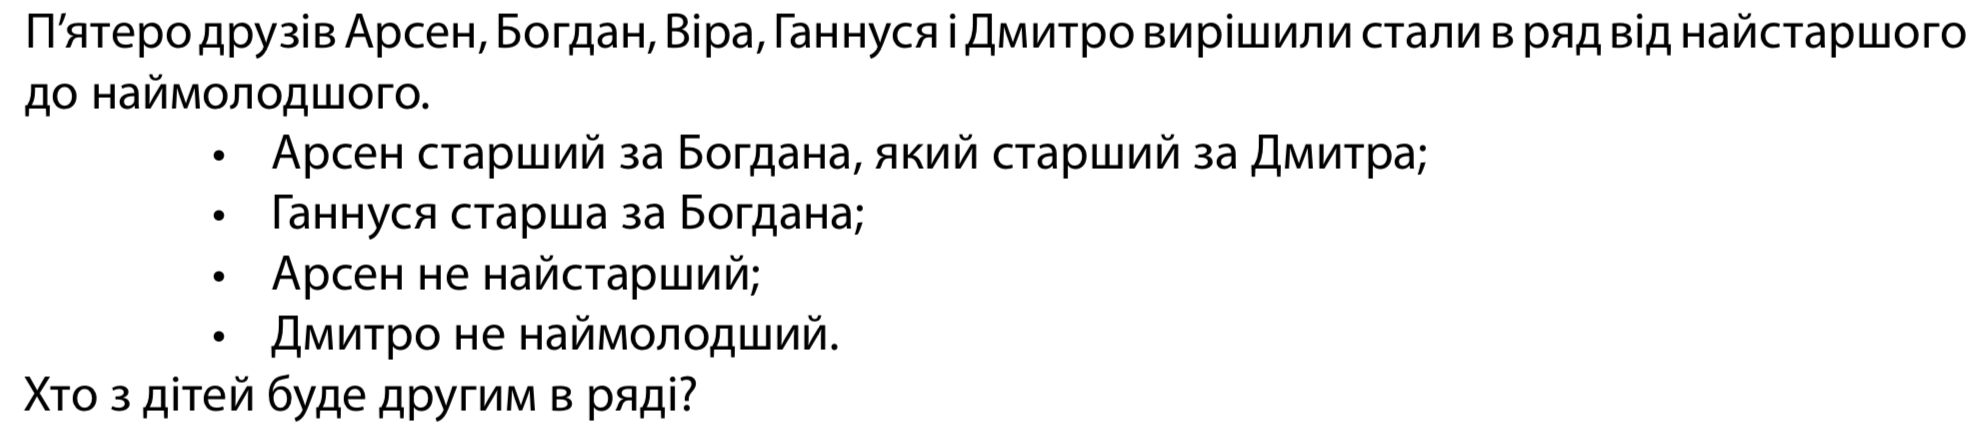 П’ятеро друзів Арсен, Богдан, Віра, Ганнуся і Дмитро вирішили стали в ряд від найстаршого
до наймолодшого.
• Арсен старший за Богдана, який старший за Дмитра;
• Ганнуся старша за Богдана;
• Арсен не найстарший;
• Дмитро не наймолодший.
Хто з дітей буде другим в ряді?